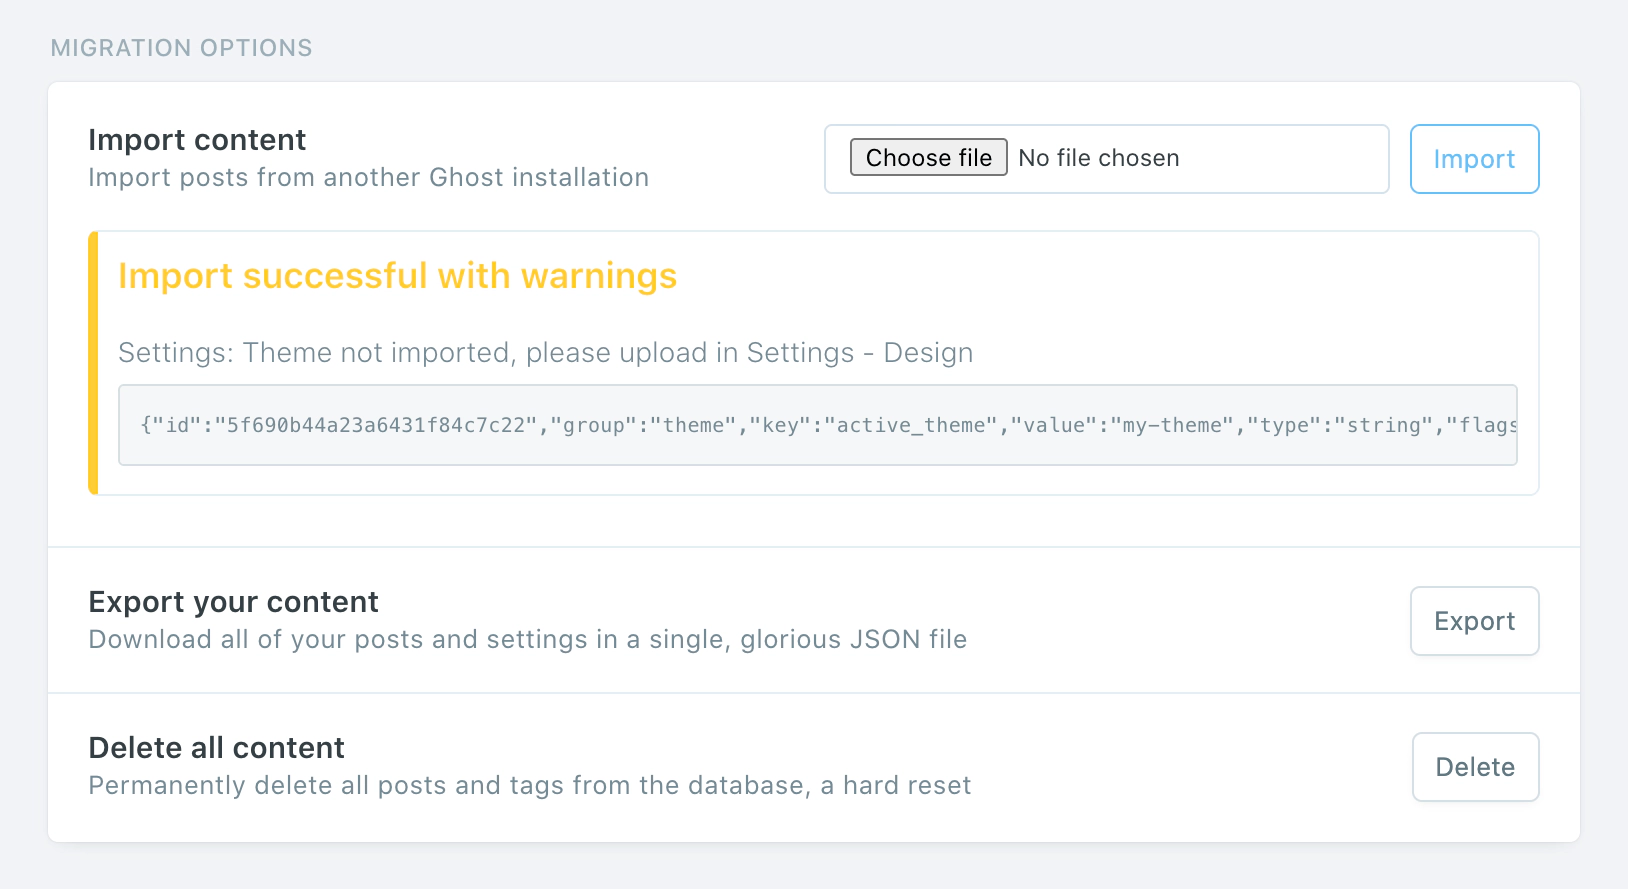 MIGRATION OPTIONS
Import content
Import posts from another Ghost installation
Choose file No file chosen
Import
Import successful with warnings
Settings: Theme not imported, please upload in Settings - Design
{"id":"5f690b44a23a6431f84c7c22","group":"theme","key":"active_theme","value":"my-theme","type":"string","flags
Export your content
Download all of your posts and settings in a single, glorious JSON file
Export
Delete all content
Permanently delete all posts and tags from the database, a hard reset
Delete